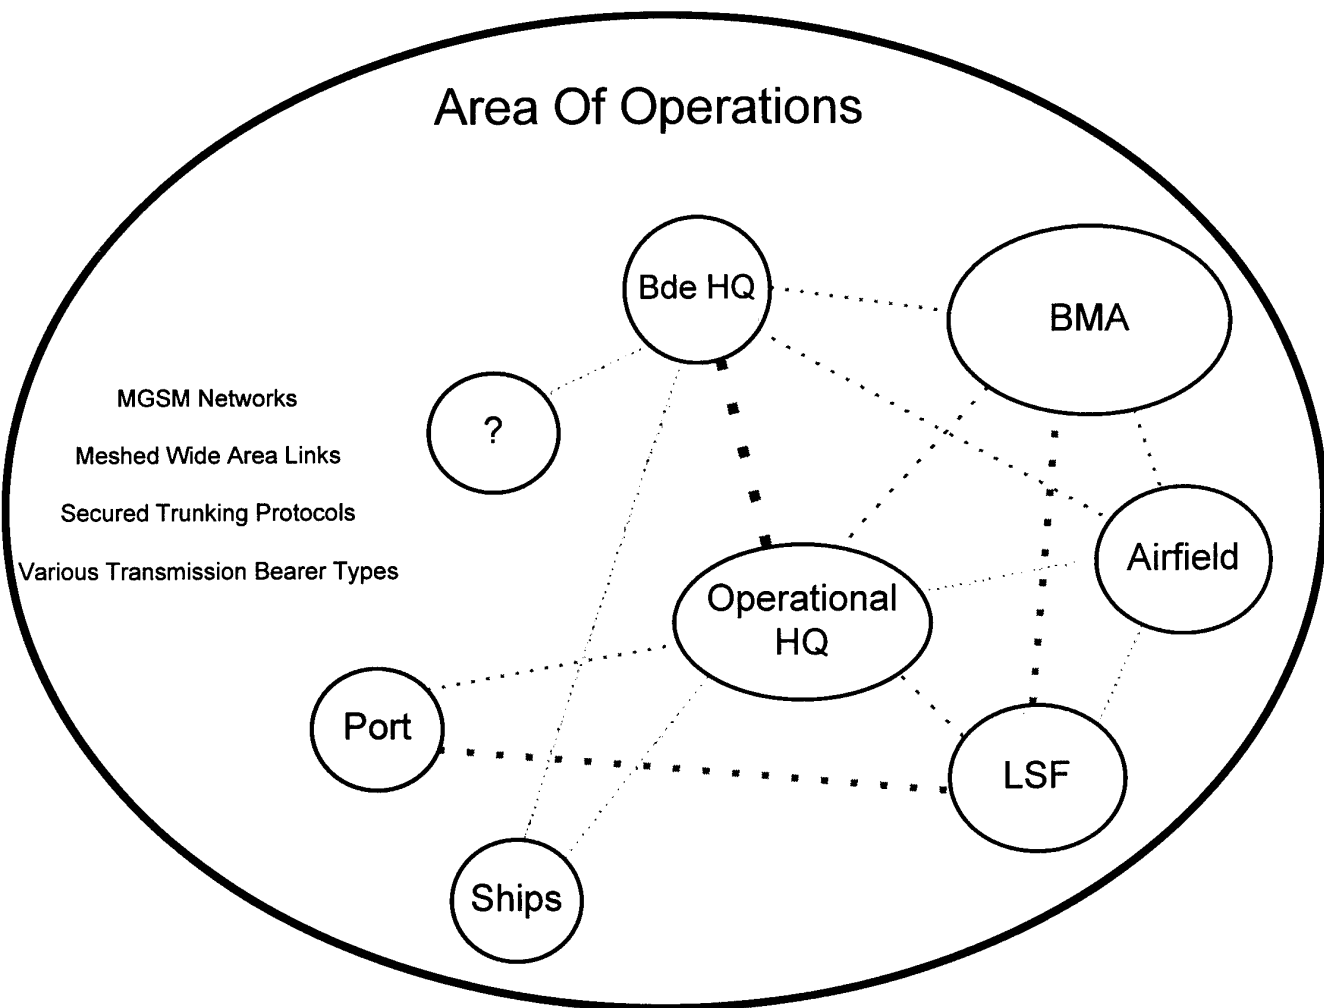 Area Of Operations
Bde HQ
BMA
MGSM Networks
?
Meshed Wide Area Links
Secured Trunking Protocols
Various Transmission Bearer Types
Airfield
Operational
HQ
Port
LSF
Ships